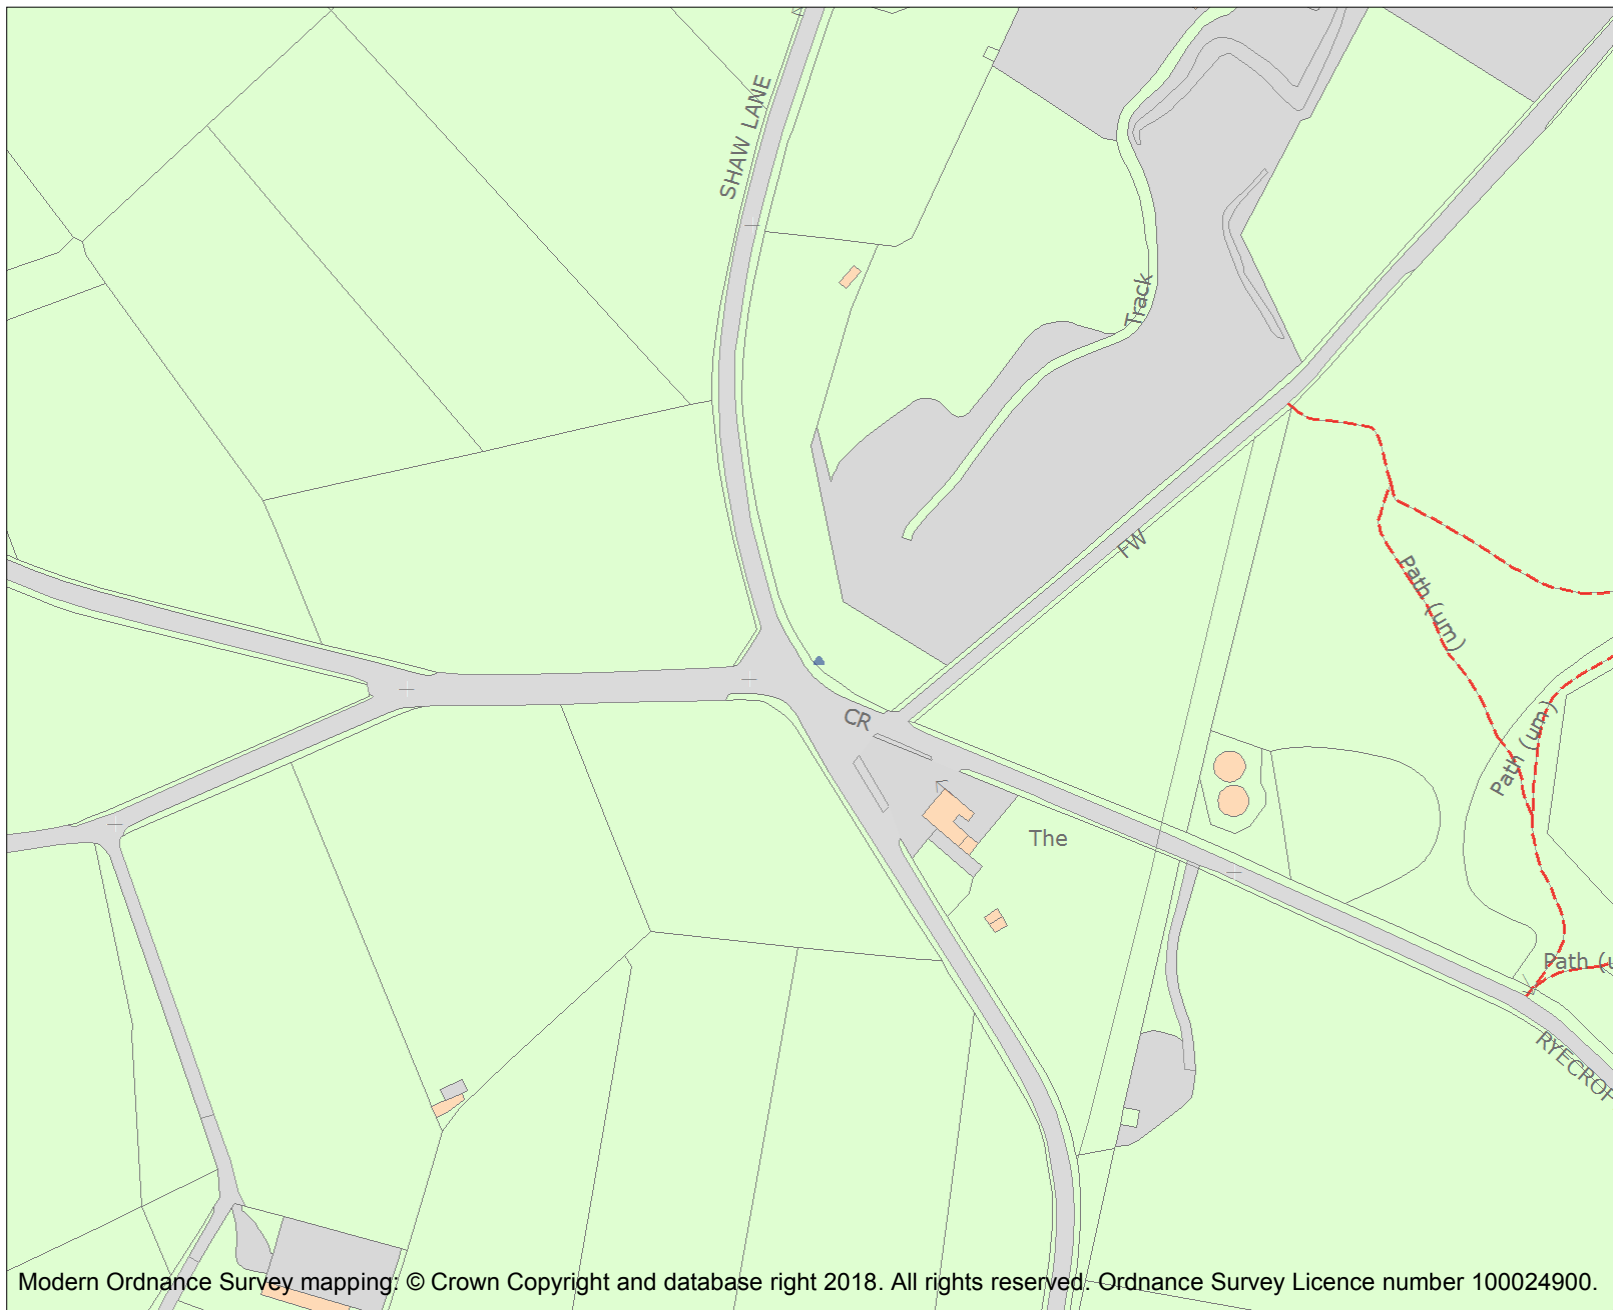 SHAW LANE
Track
FW
Path (um)
Path (um)
CR
The
Path (u
RYECROF
Modern Ordnance Survey mapping: © Crown Copyright and database right 2018. All rights reserved. Ordnance Survey Licence number 100024900.